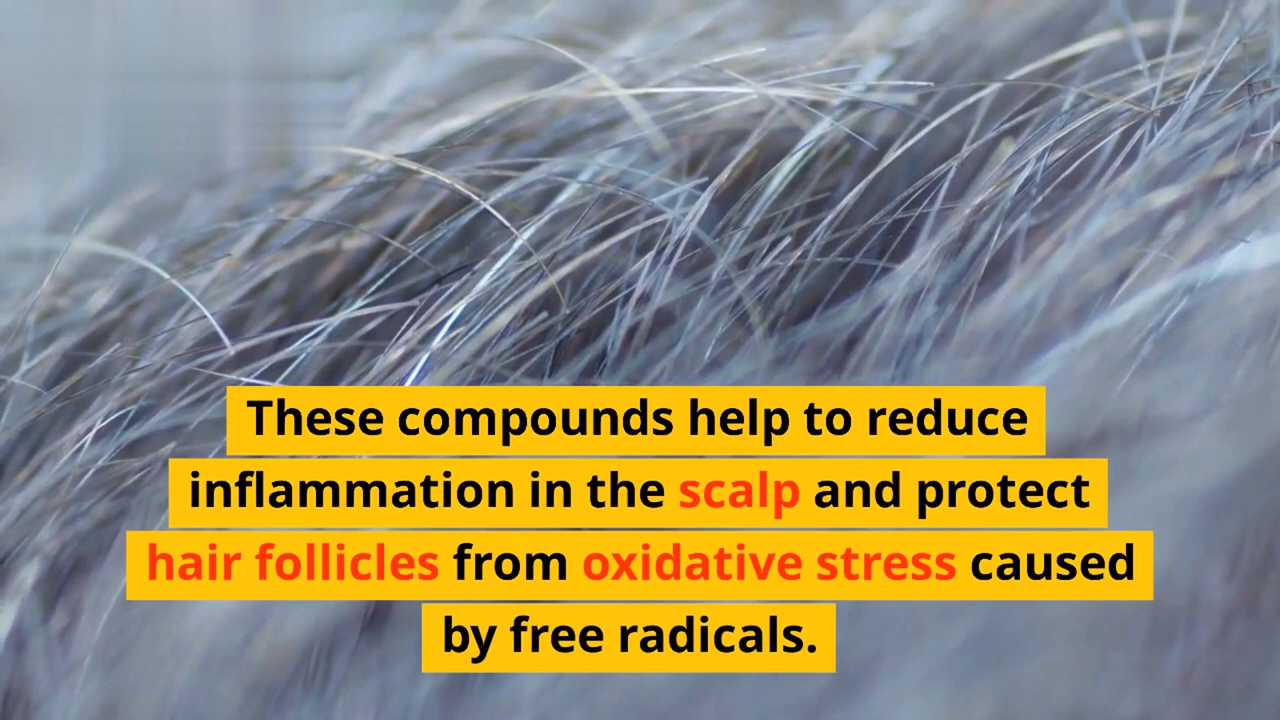 These compounds help to reduce
inflammation in the scalp and protect
hair follicles from oxidative stress caused
by free radicals.